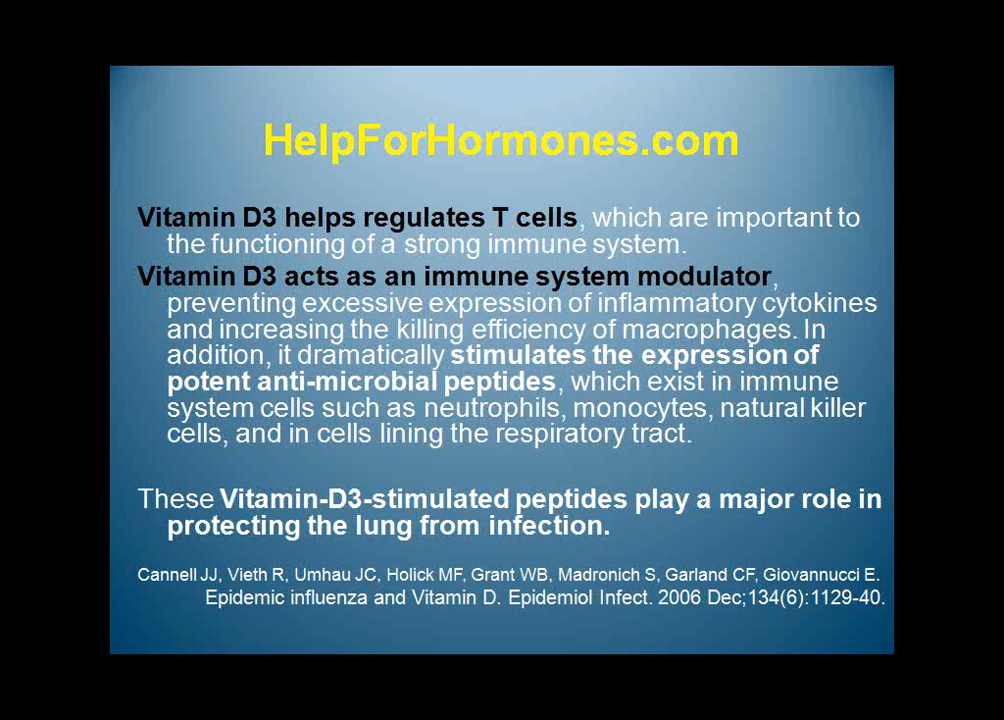 HelpForHormones.com
Vitamin D3 helps regulates T cells, which are important to
the functioning of a strong immune system.
Vitamin D3 acts as an immune system modulator,
preventing excessive expression of inflammatory cytokines
and increasing the killing efficiency of macrophages. In
addition, it dramatically stimulates the expression of
potent anti-microbial peptides, which exist in immune
system cells such as neutrophils, monocytes, natural killer
cells, and in cells lining the respiratory tract.
These Vitamin-D3-stimulated peptides play a major role in
protecting the lung from infection.
Cannell JJ, Vieth R, Umhau JC, Holick MF, Grant WB, Madronich S, Garland CF, Giovannucci E.
Epidemic influenza and Vitamin D. Epidemiol Infect. 2006 Dec;134(6):1129-40.